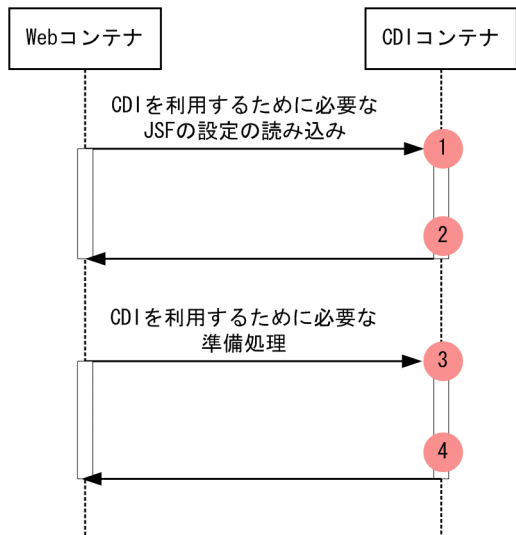 Webコンテナ
CDIコンテナ
CDIを利用するために必要な
JSFの設定の読み込み
1
2
CDIを利用するために必要な
準備処理
3
4